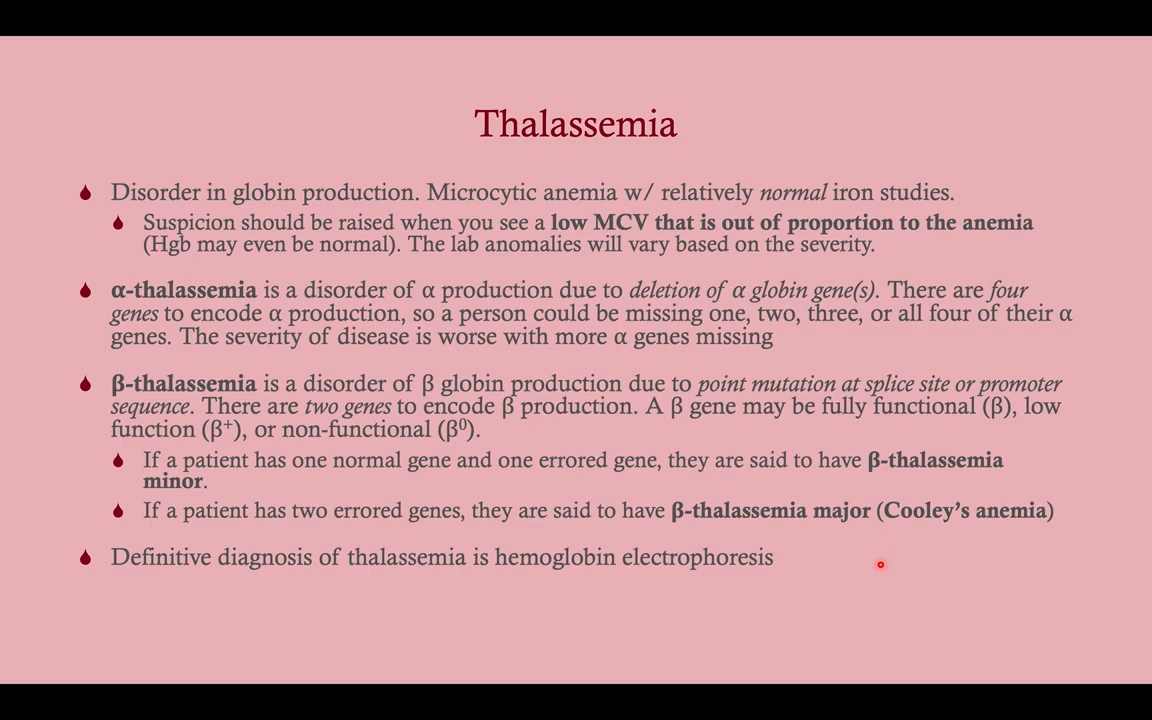 Thalassemia
Disorder in globin production. Microcytic anemia w/ relatively normal iron studies.
Suspicion should be raised when you see a low MCV that is out of proportion to the anemia
(Hgb may even be normal). The lab anomalies will vary based on the severity.
α-thalassemia is a disorder of α production due to deletion of α globin gene(s). There are four
genes to encode α production, so a person could be missing one, two, three, or all four of their α
genes. The severity of disease is worse with more α genes missing
β-thalassemia is a disorder of β globin production due to point mutation at splice site or promoter
sequence. There are two genes to encode β production. A β gene may be fully functional (β), low
function (β⁺), or non-functional (β⁰).
If a patient has one normal gene and one errored gene, they are said to have β-thalassemia
minor.
If a patient has two errored genes, they are said to have β-thalassemia major (Cooley’s anemia)
Definitive diagnosis of thalassemia is hemoglobin electrophoresis